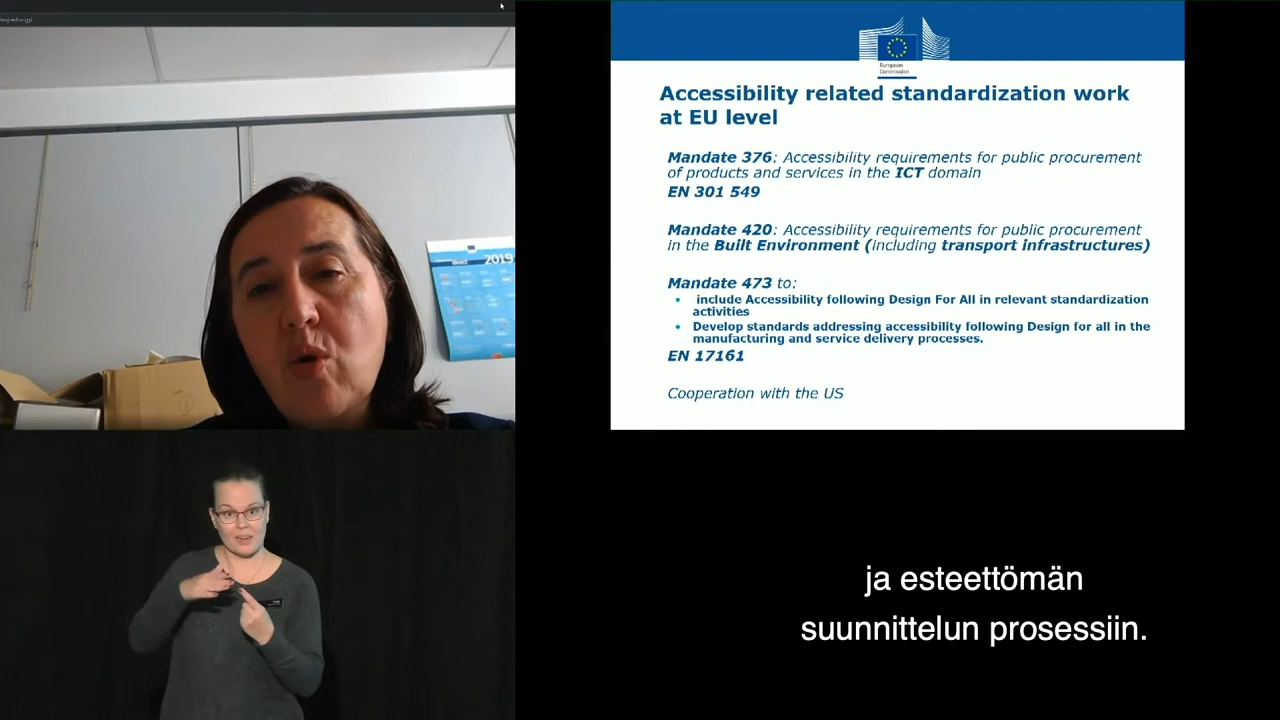 2019
European
Commission
Accessibility related standardization work
at EU level
Mandate 376: Accessibility requirements for public procurement
of products and services in the ICT domain
EN 301 549
Mandate 420: Accessibility requirements for public procurement
in the Built Environment (including transport infrastructures)
Mandate 473 to:
• include Accessibility following Design For All in relevant standardization
activities
• Develop standards addressing accessibility following Design for all in the
manufacturing and service delivery processes.
EN 17161
Cooperation with the US
ja esteettömän
suunnittelun prosessiin.